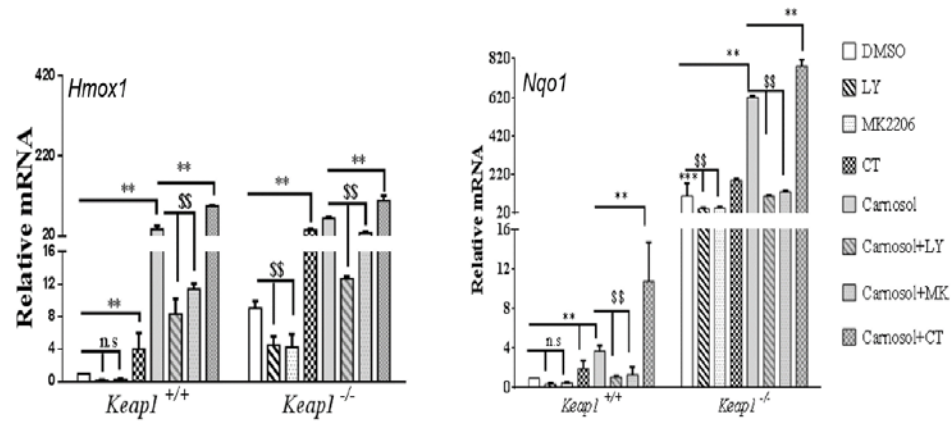 Hmox1
Relative mRNA
420
220
20
16
12
8
4
0
**
**
n.s
**
$$
**
$$
**
$$
Keap1 +/+
Keap1 -/-
Nqo1
Relative mRNA
820
620
420
220
20
16
12
8
4
0
n.s
**
$$
**
***
$$
**
$$
**
Keap1 +/+
Keap1 -/-
DMSO
LY
MK2206
CT
Carnosol
Carnosol+LY
Carnosol+MK
Carnosol+CT